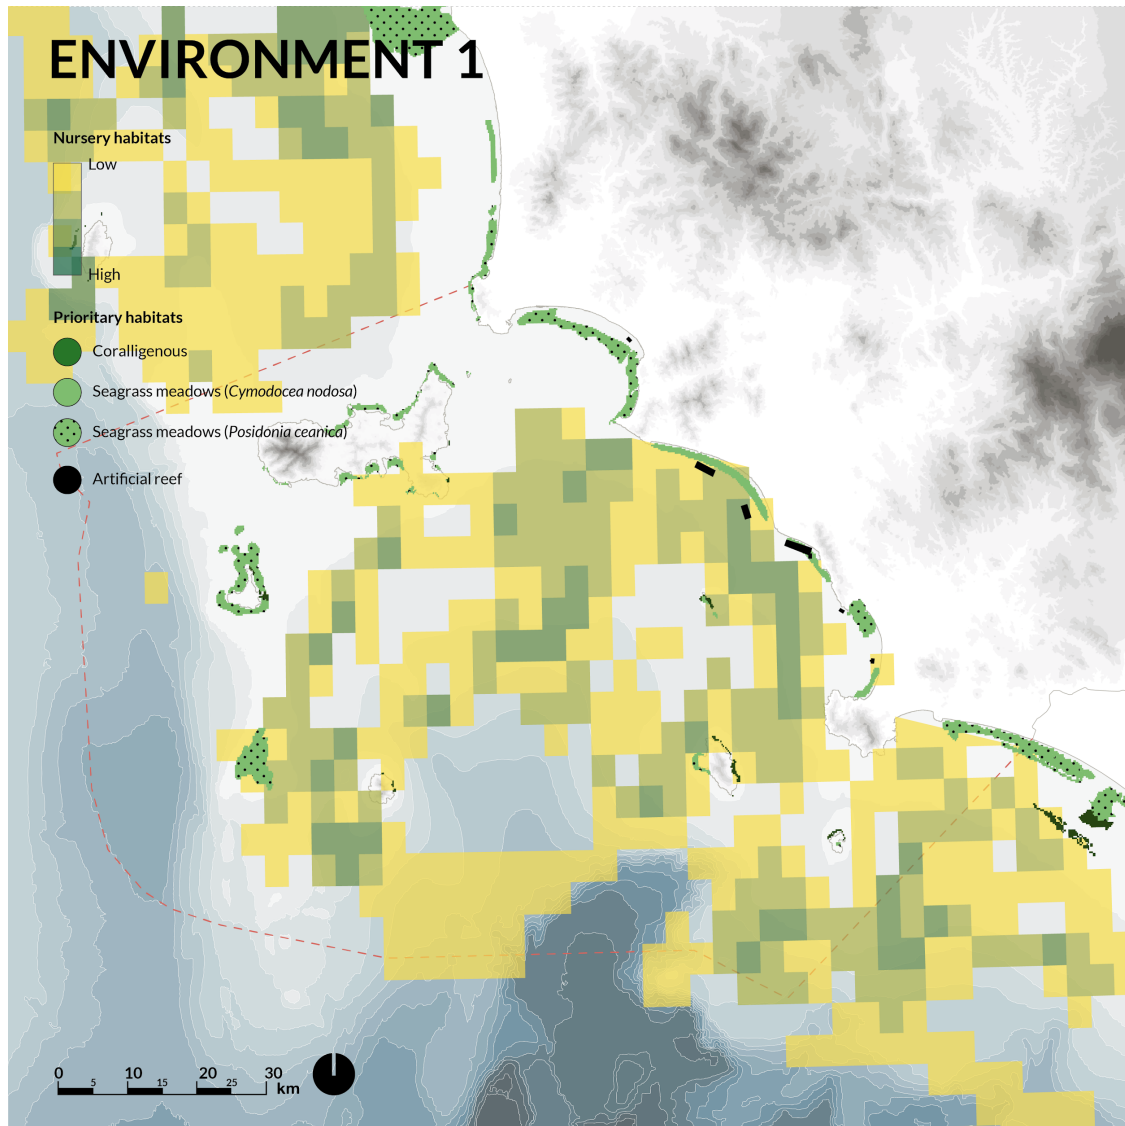 ENVIRONMENT 1
Nursery habitats
Low
High
Prioritary habitats
Coralligenous
Seagrass meadows (Cymodocea nodosa)
Seagrass meadows (Posidonia ceanica)
Artificial reef
0 10 20 30
5 15 25 km